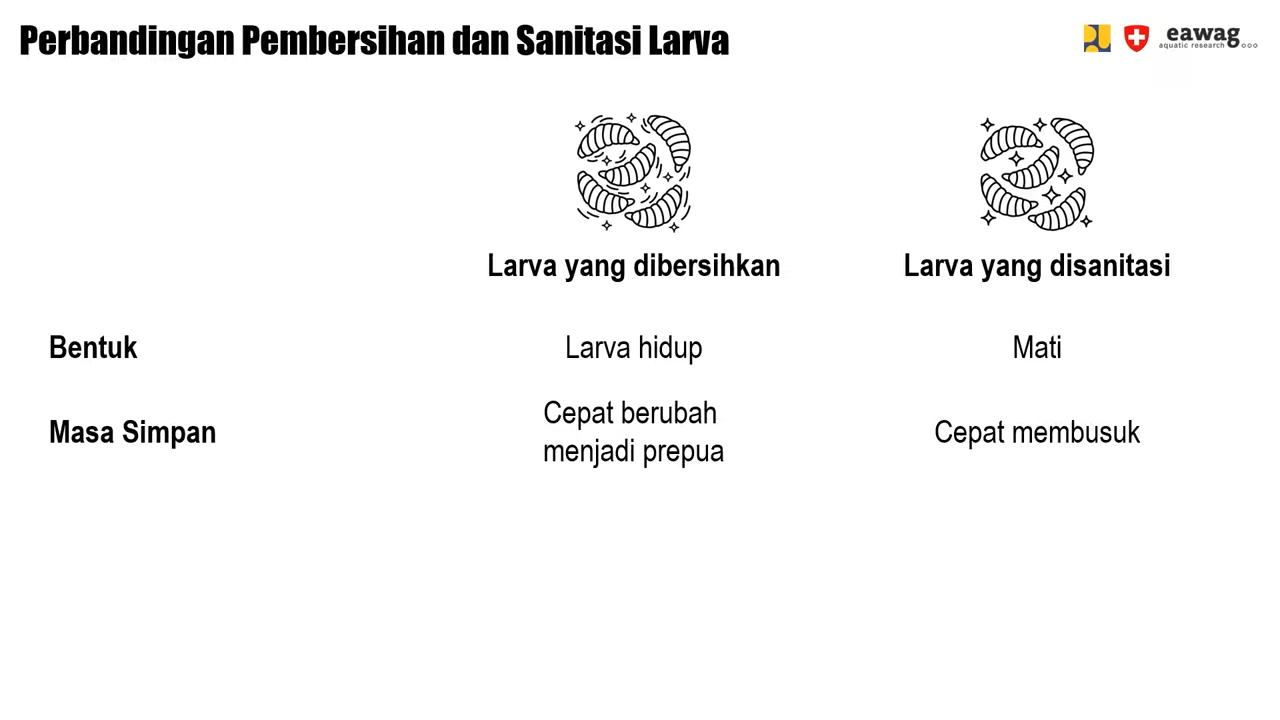 Perbandingan Pembersihan dan Sanitasi Larva
eawag
aquatic research
Larva yang dibersihkan
Larva yang disanitasi
Bentuk
Larva hidup
Mati
Masa Simpan
Cepat berubah
menjadi prepua
Cepat membusuk